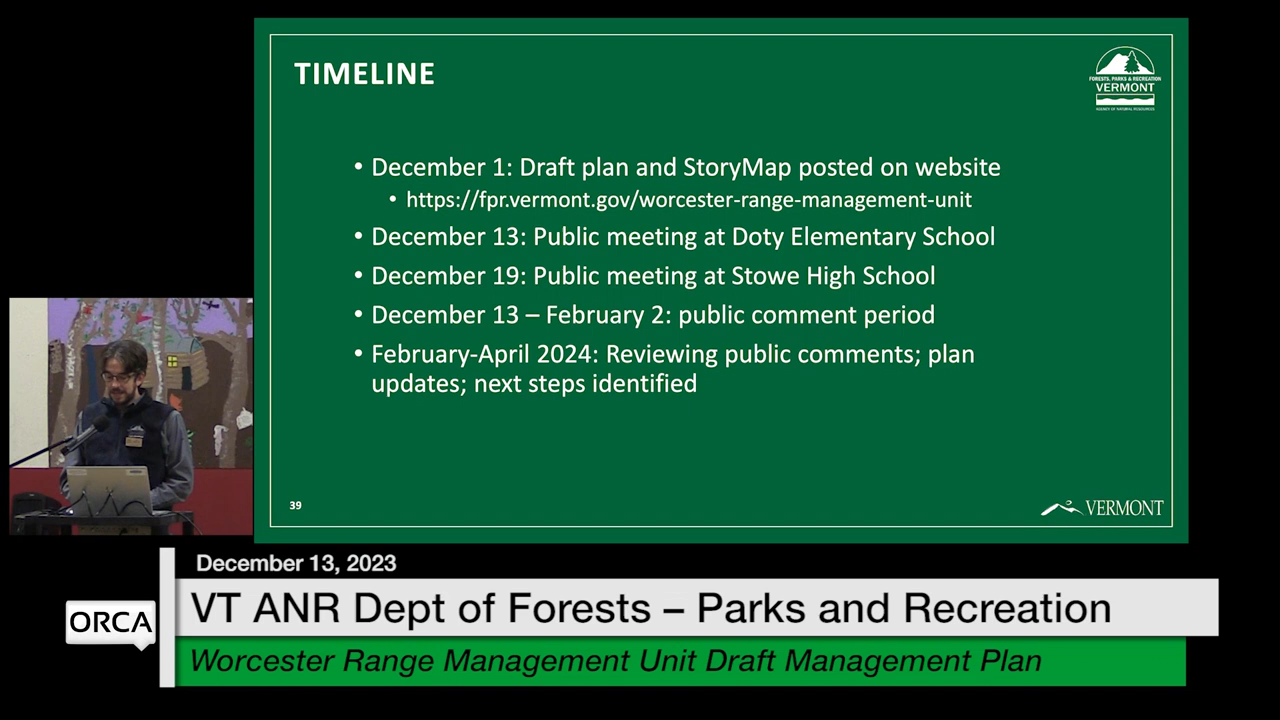 TIMELINE
FORESTS, PARKS & RECREATION
VERMONT
AGENCY OF NATURAL RESOURCES
• December 1: Draft plan and StoryMap posted on website
• https://fpr.vermont.gov/worcester-range-management-unit
• December 13: Public meeting at Doty Elementary School
• December 19: Public meeting at Stowe High School
• December 13 – February 2: public comment period
• February-April 2024: Reviewing public comments; plan
updates; next steps identified
39
VERMONT
December 13, 2023
ORCA
VT ANR Dept of Forests – Parks and Recreation
Worcester Range Management Unit Draft Management Plan